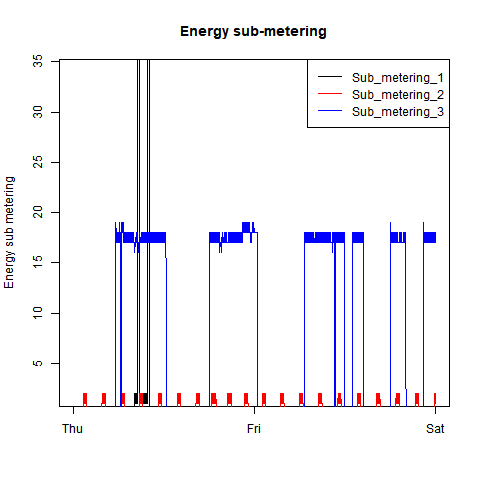 Energy sub-metering
35
30
25
20
15
10
5
Energy sub metering
Sub_metering_1
Sub_metering_2
Sub_metering_3
Thu Fri Sat